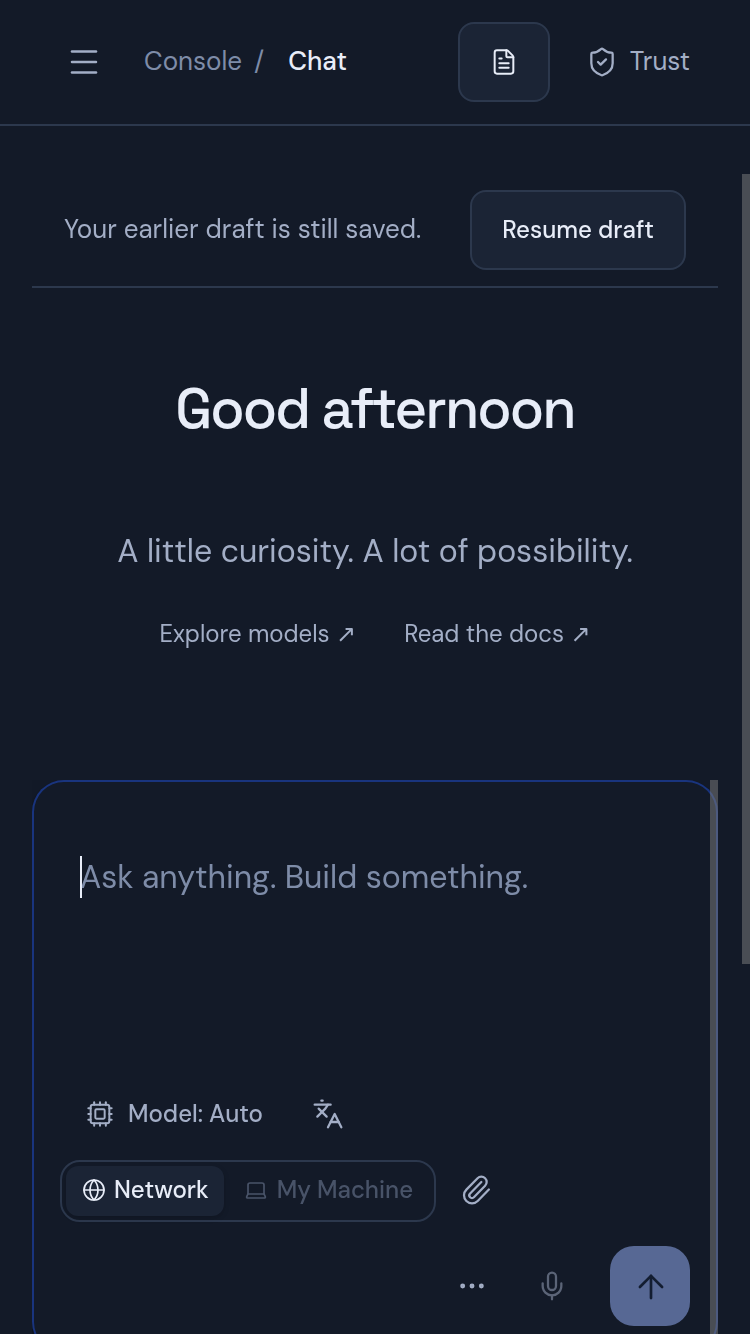 Console / Chat
Trust
Your earlier draft is still saved.
Resume draft
Good afternoon
A little curiosity. A lot of possibility.
Explore models ↗ Read the docs ↗
Ask anything. Build something.
Model: Auto
Network My Machine